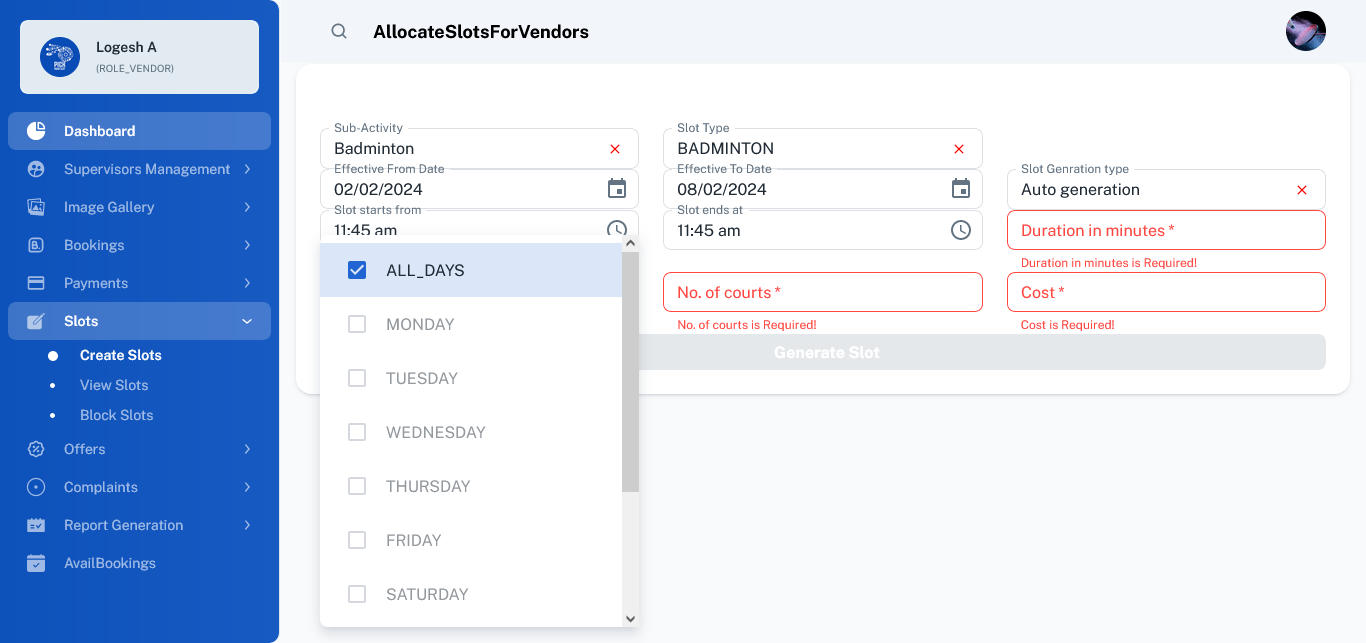 Logesh A
(ROLE_VENDOR)
Dashboard
Supervisors Management
Image Gallery
Bookings
Payments
Slots
Create Slots
View Slots
Block Slots
Offers
Complaints
Report Generation
AvailBookings
AllocateSlotsForVendors
Sub-Activity
Badminton
Slot Type
BADMINTON
Effective From Date
02/02/2024
Effective To Date
08/02/2024
Slot Genration type
Auto generation
Slot starts from
11:45 am
Slot ends at
11:45 am
Duration in minutes *
Duration in minutes is Required!
ALL_DAYS
MONDAY
TUESDAY
WEDNESDAY
THURSDAY
FRIDAY
SATURDAY
No. of courts *
No. of courts is Required!
Cost *
Cost is Required!
Generate Slot